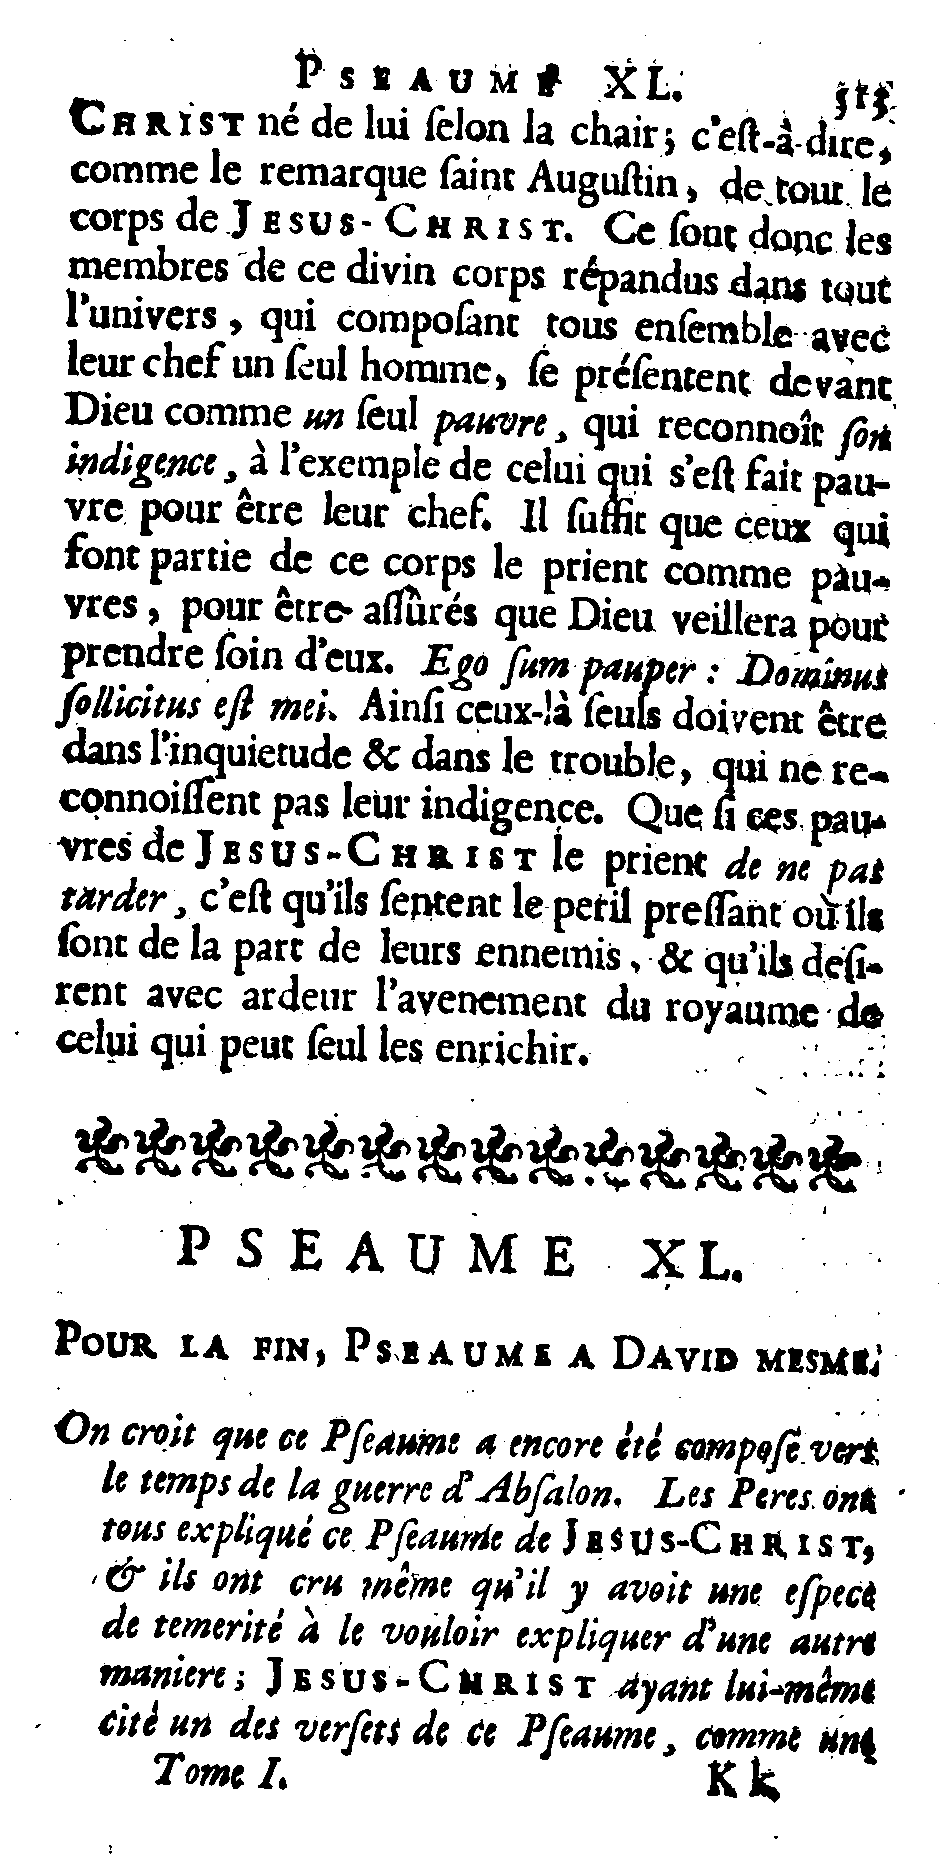 PSEAUME XL. 513
CHRIST né de lui ſelon la chair; c'eſt-à-dire,
comme le remarque ſaint Auguſtin, de tout le
corps de JESUS-CHRIST. Ce ſont donc les
membres de ce divin corps répandus dans tout
l'univers, qui compoſant tous enſemble avec
leur chef un ſeul homme, ſe préſentent devant
Dieu comme un ſeul pauvre, qui reconnoît ſon
indigence, à l'exemple de celui qui s'eſt fait pau-
vre pour être leur chef. Il ſuffit que ceux qui
font partie de ce corps le prient comme pau-
vres, pour être aſſûrés que Dieu veillera pour
prendre ſoin d'eux. Ego ſum pauper : Dominus
ſollicitus eſt mei. Ainſi ceux-là ſeuls doivent être
dans l'inquietude & dans le trouble, qui ne re-
connoiſſent pas leur indigence. Que ſi ces pau-
vres de JESUS-CHRIST le prient de ne pas
tarder, c'eſt qu'ils ſentent le peril preſſant où ils
ſont de la part de leurs ennemis, & qu'ils deſi-
rent avec ardeur l'avenement du royaume de
celui qui peut ſeul les enrichir.
PSEAUME XL.
POUR LA FIN, PSEAUME A DAVID MESME.
On croit que ce Pſeaume a encore été compoſé vers
le temps de la guerre d'Abſalon. Les Peres ont
tous expliqué ce Pſeaume de JESUS-CHRIST,
& ils ont cru même qu'il y avoit une eſpece
de temerité à le vouloir expliquer d'une autre
maniere; JESUS-CHRIST ayant lui-même
cité un des verſets de ce Pſeaume, comme une
Tome I. Kk